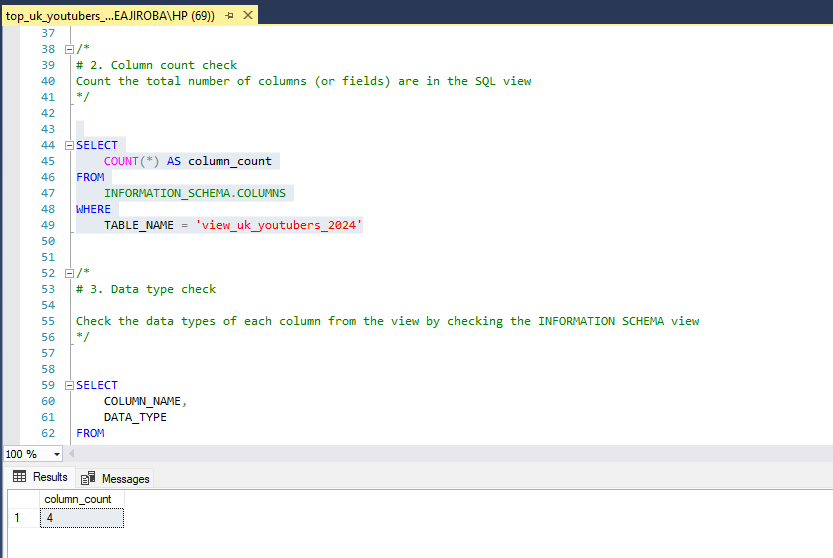 top_uk_youtubers_...EAJIROBA\HP (69))
37
38 /*
39 # 2. Column count check
40 Count the total number of columns (or fields) are in the SQL view
41 */
42
43
44 SELECT
45 COUNT(*) AS column_count
46 FROM
47 INFORMATION_SCHEMA.COLUMNS
48 WHERE
49 TABLE_NAME = 'view_uk_youtubers_2024'
50
51
52 /*
53 # 3. Data type check
54
55 Check the data types of each column from the view by checking the INFORMATION SCHEMA view
56 */
57
58
59 SELECT
60 COLUMN_NAME,
61 DATA_TYPE
62 FROM
100 %
Results Messages
column_count
1 4